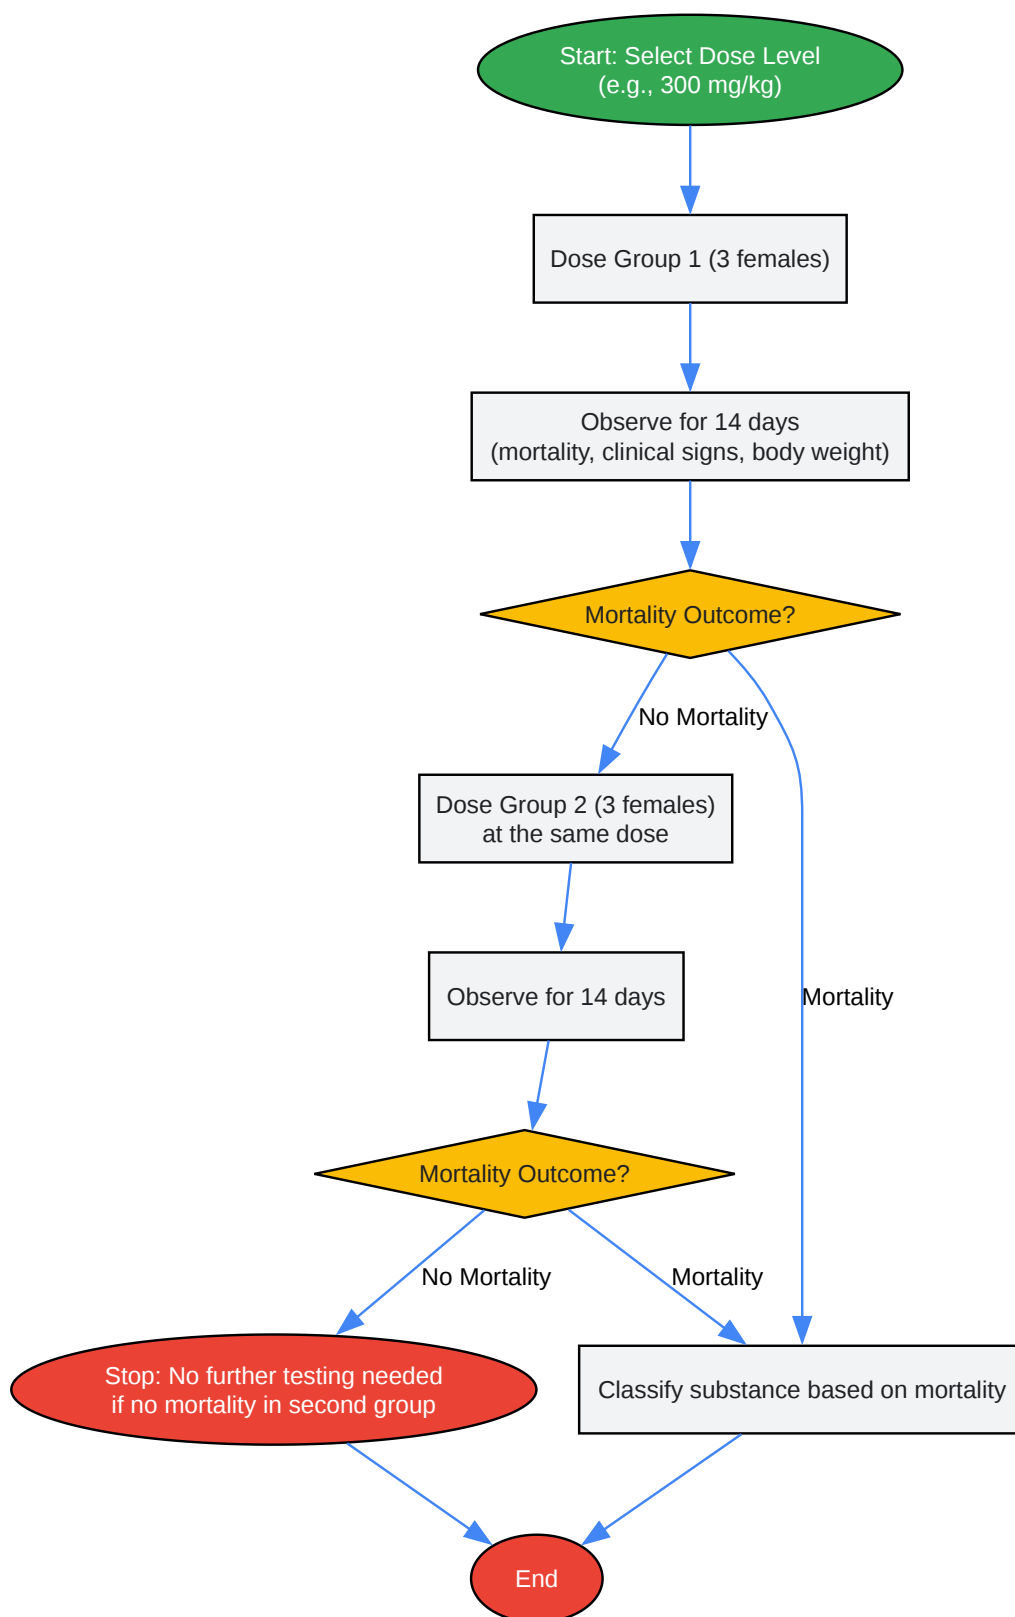 Start: Select Dose Level
(e.g., 300 mg/kg)
Dose Group 1 (3 females)
Observe for 14 days
(mortality, clinical signs, body weight)
Mortality Outcome?
No Mortality
Dose Group 2 (3 females)
at the same dose
Observe for 14 days
Mortality
Mortality Outcome?
No Mortality
Mortality
Stop: No further testing needed
if no mortality in second group
Classify substance based on mortality
End